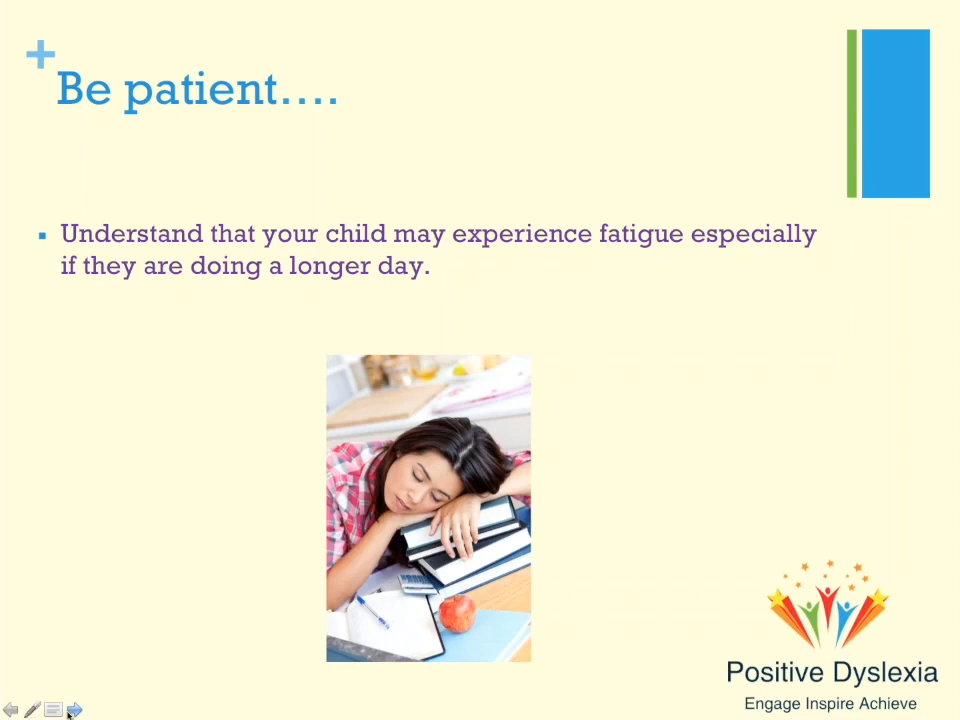 +
Be patient....
▪ Understand that your child may experience fatigue especially
if they are doing a longer day.
Positive Dyslexia
Engage Inspire Achieve